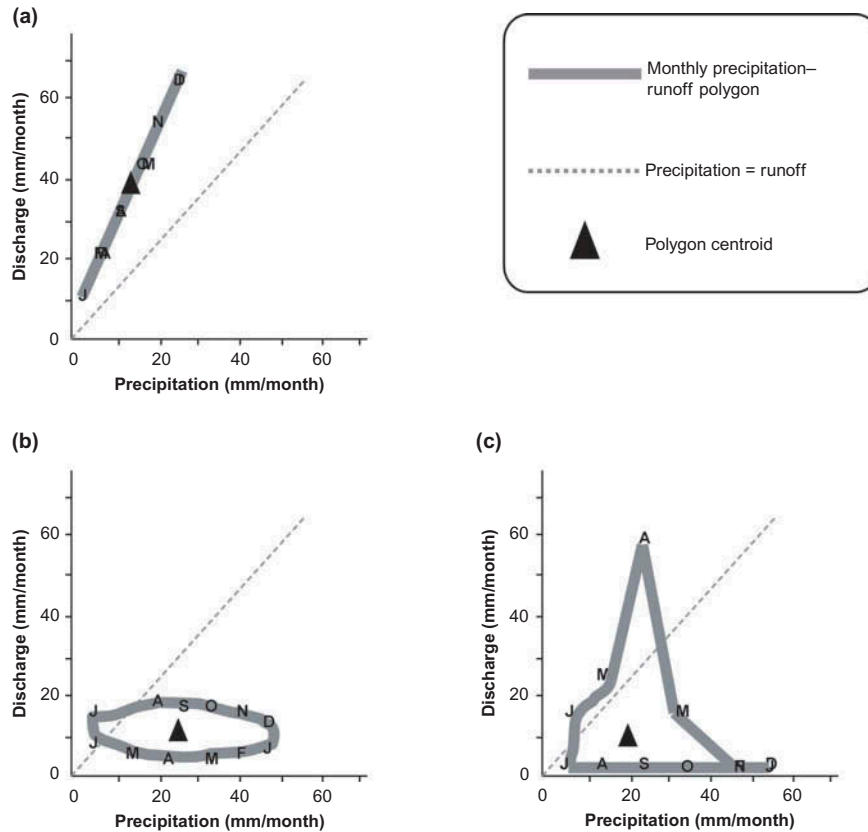 (a)
Discharge (mm/month)
60
40
20
0
D
N
O M
S
A
J
0 20 40 60
Precipitation (mm/month)
Monthly precipitation–
runoff polygon
Precipitation = runoff
Polygon centroid
(b)
Discharge (mm/month)
60
40
20
0
J A S O N D
J M A M F J
0 20 40 60
Precipitation (mm/month)
(c)
Discharge (mm/month)
60
40
20
0
A
M
J M
J A S O
0 20 40 60
Precipitation (mm/month)